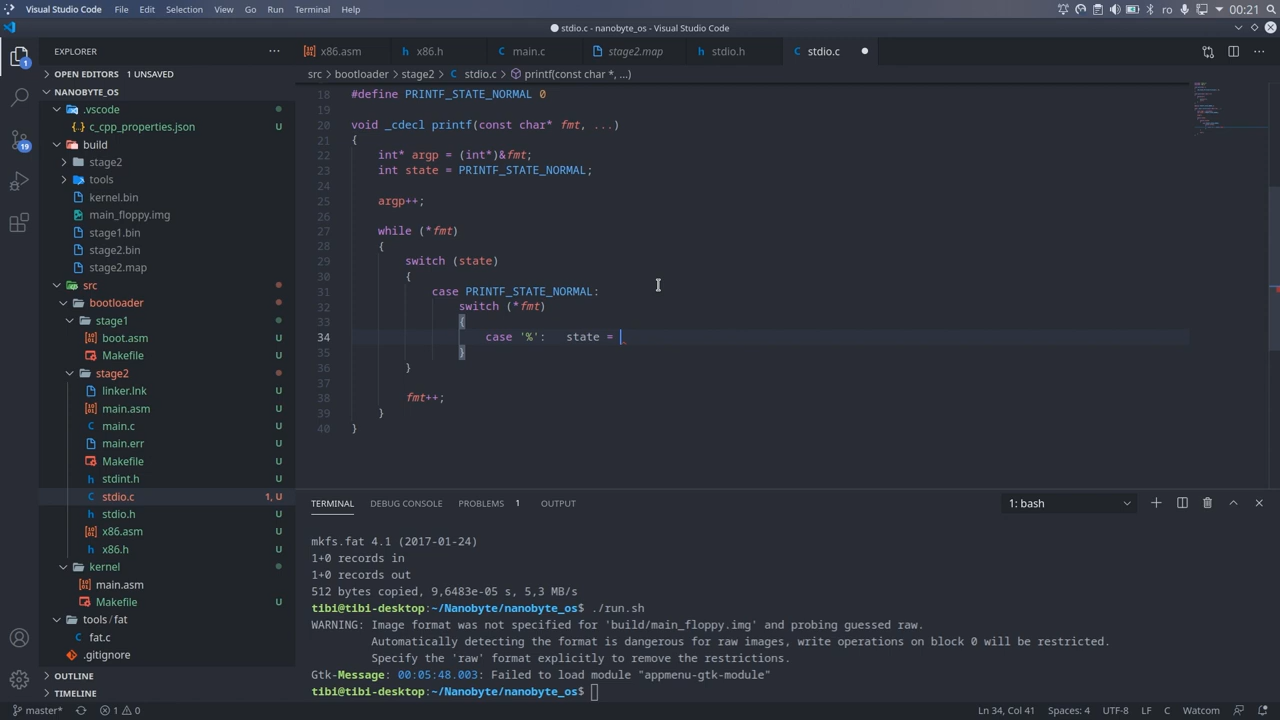 Visual Studio Code File Edit Selection View Go Run Terminal Help ro 00:21
stdio.c - nanobyte_os - Visual Studio Code
EXPLORER x86.asm x86.h main.c stage2.map stdio.h stdio.c
OPEN EDITORS 1 UNSAVED
src bootloader stage2 stdio.c printf(const char *, ...)
NANOBYTE_OS
.vscode
c_cpp_properties.json U
build
stage2
tools
kernel.bin
main_floppy.img
stage1.bin
stage2.bin
stage2.map
src
bootloader
stage1
boot.asm U
Makefile U
stage2
linker.lnk U
main.asm U
main.c U
main.err U
Makefile U
stdint.h U
stdio.c 1, U
stdio.h U
x86.asm U
x86.h U
kernel
main.asm
Makefile U
tools/fat
fat.c U
.gitignore
OUTLINE
TIMELINE
1
19
18 #define PRINTF_STATE_NORMAL 0
19
20 void _cdecl printf(const char* fmt, ...)
21 {
22 int* argp = (int*)&fmt;
23 int state = PRINTF_STATE_NORMAL;
24
25 argp++;
26
27 while (*fmt)
28 {
29 switch (state)
30 {
31 case PRINTF_STATE_NORMAL:
32 switch (*fmt)
33 {
34 case '%': state =
35 }
36 }
37
38 fmt++;
39 }
40 }
TERMINAL DEBUG CONSOLE PROBLEMS 1 OUTPUT 1: bash
mkfs.fat 4.1 (2017-01-24)
1+0 records in
1+0 records out
512 bytes copied, 9,6483e-05 s, 5,3 MB/s
tibi@tibi-desktop:~/Nanobyte/nanobyte_os$ ./run.sh
WARNING: Image format was not specified for 'build/main_floppy.img' and probing guessed raw.
Automatically detecting the format is dangerous for raw images, write operations on block 0 will be restricted.
Specify the 'raw' format explicitly to remove the restrictions.
Gtk-Message: 00:05:48.003: Failed to load module "appmenu-gtk-module"
tibi@tibi-desktop:~/Nanobyte/nanobyte_os$
master* 1 0 Ln 34, Col 41 Spaces: 4 UTF-8 LF C Watcom